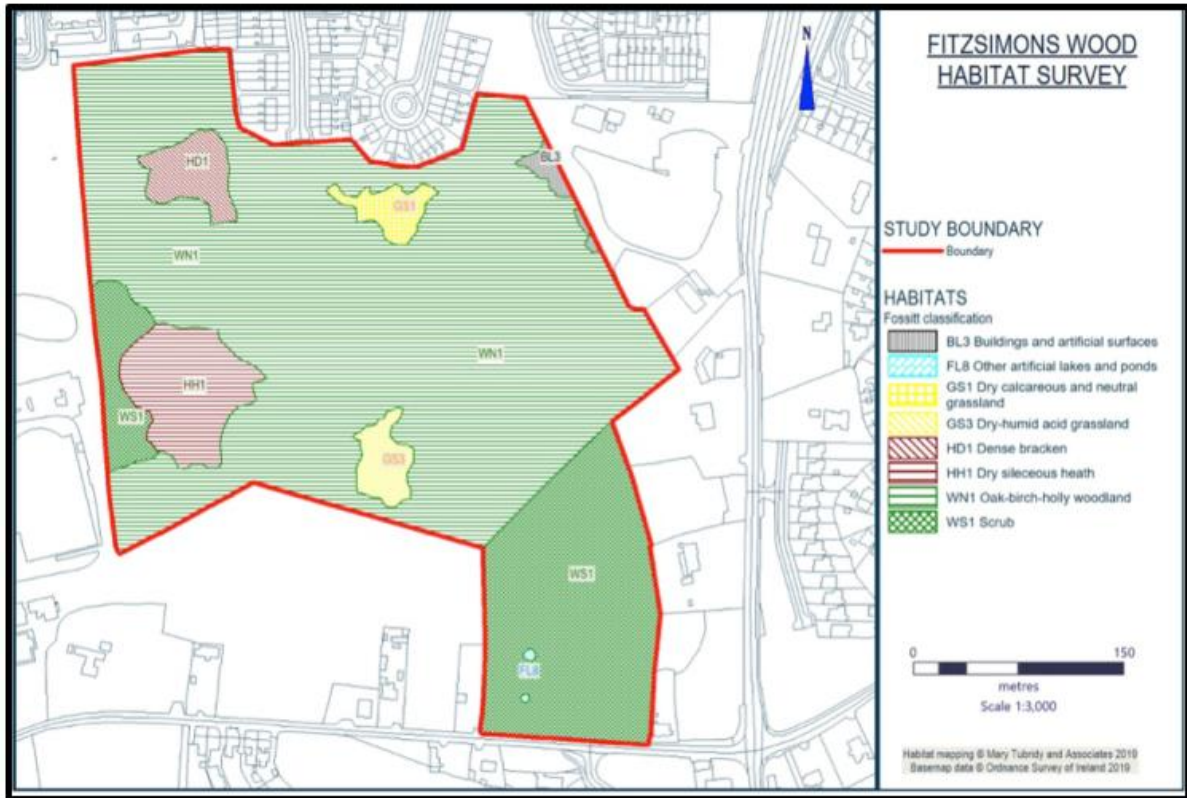 FITZSIMONS WOOD
HABITAT SURVEY
N
STUDY BOUNDARY
Boundary
HABITATS
Fossitt classification
BL3 Buildings and artificial surfaces
FL8 Other artificial lakes and ponds
GS1 Dry calcareous and neutral
grassland
GS3 Dry-humid acid grassland
HD1 Dense bracken
HH1 Dry sileceous heath
WN1 Oak-birch-holly woodland
WS1 Scrub
0 150
metres
Scale 1:3,000
Habitat mapping © Mary Tubridy and Associates 2019
Basemap data © Ordnance Survey of Ireland 2019
BL3
HD1
GS1
WN1
WN1
HH1
WS1
GS3
WS1
FL8